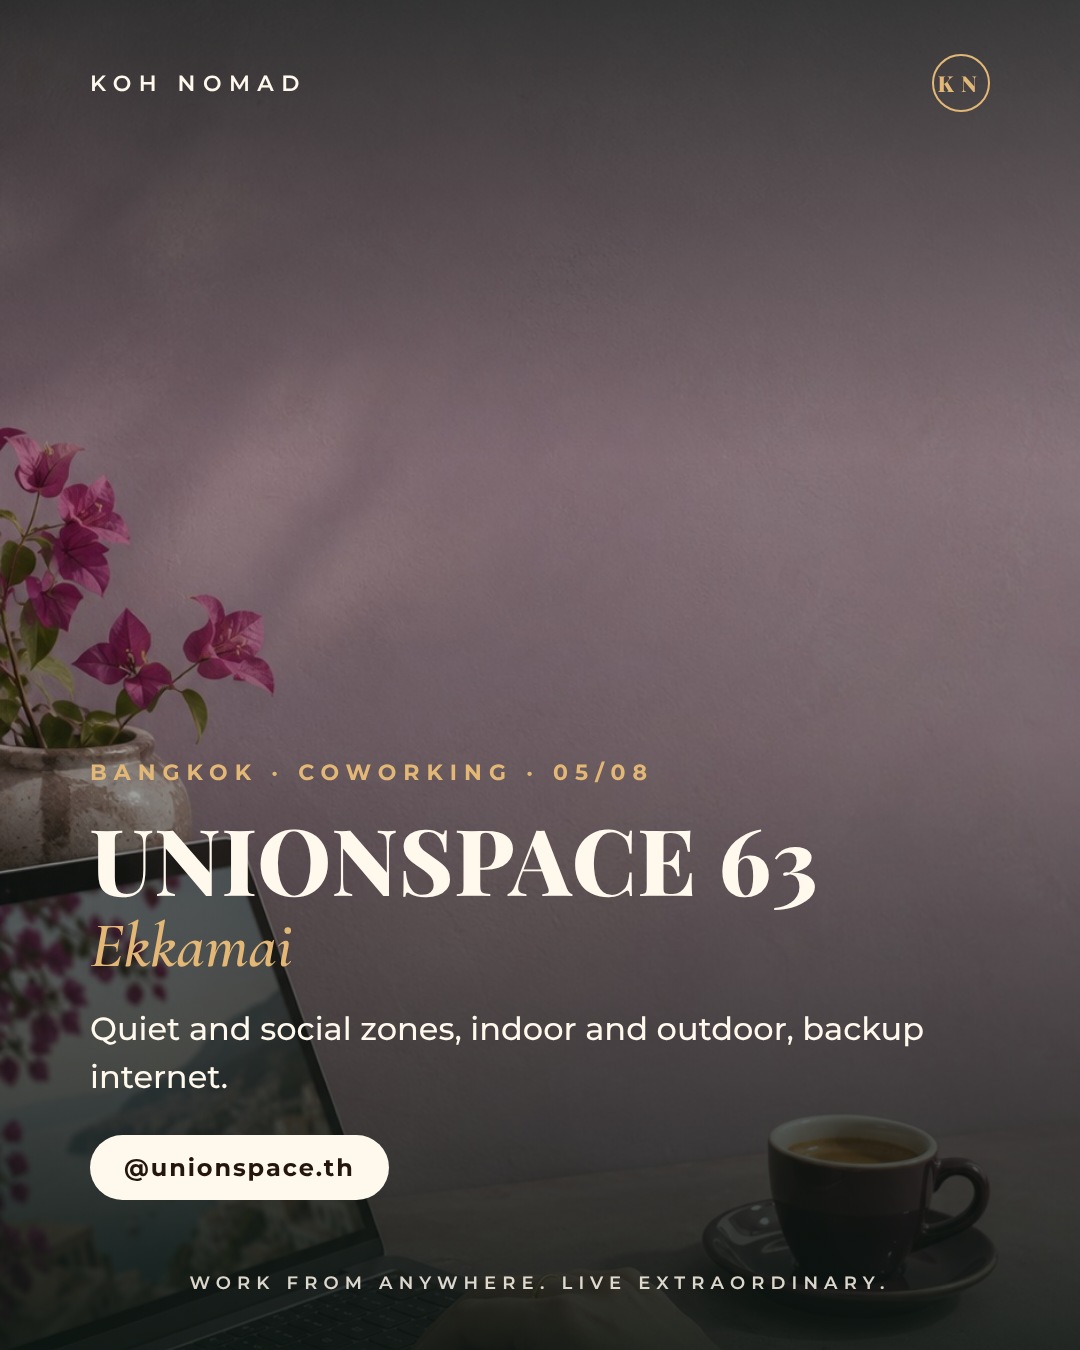 KOH NOMAD
KN
BANGKOK · COWORKING · 05/08
UNIONSPACE 63
Ekkamai
Quiet and social zones, indoor and outdoor, backup
internet.
@unionspace.th
WORK FROM ANYWHERE. LIVE EXTRAORDINARY.